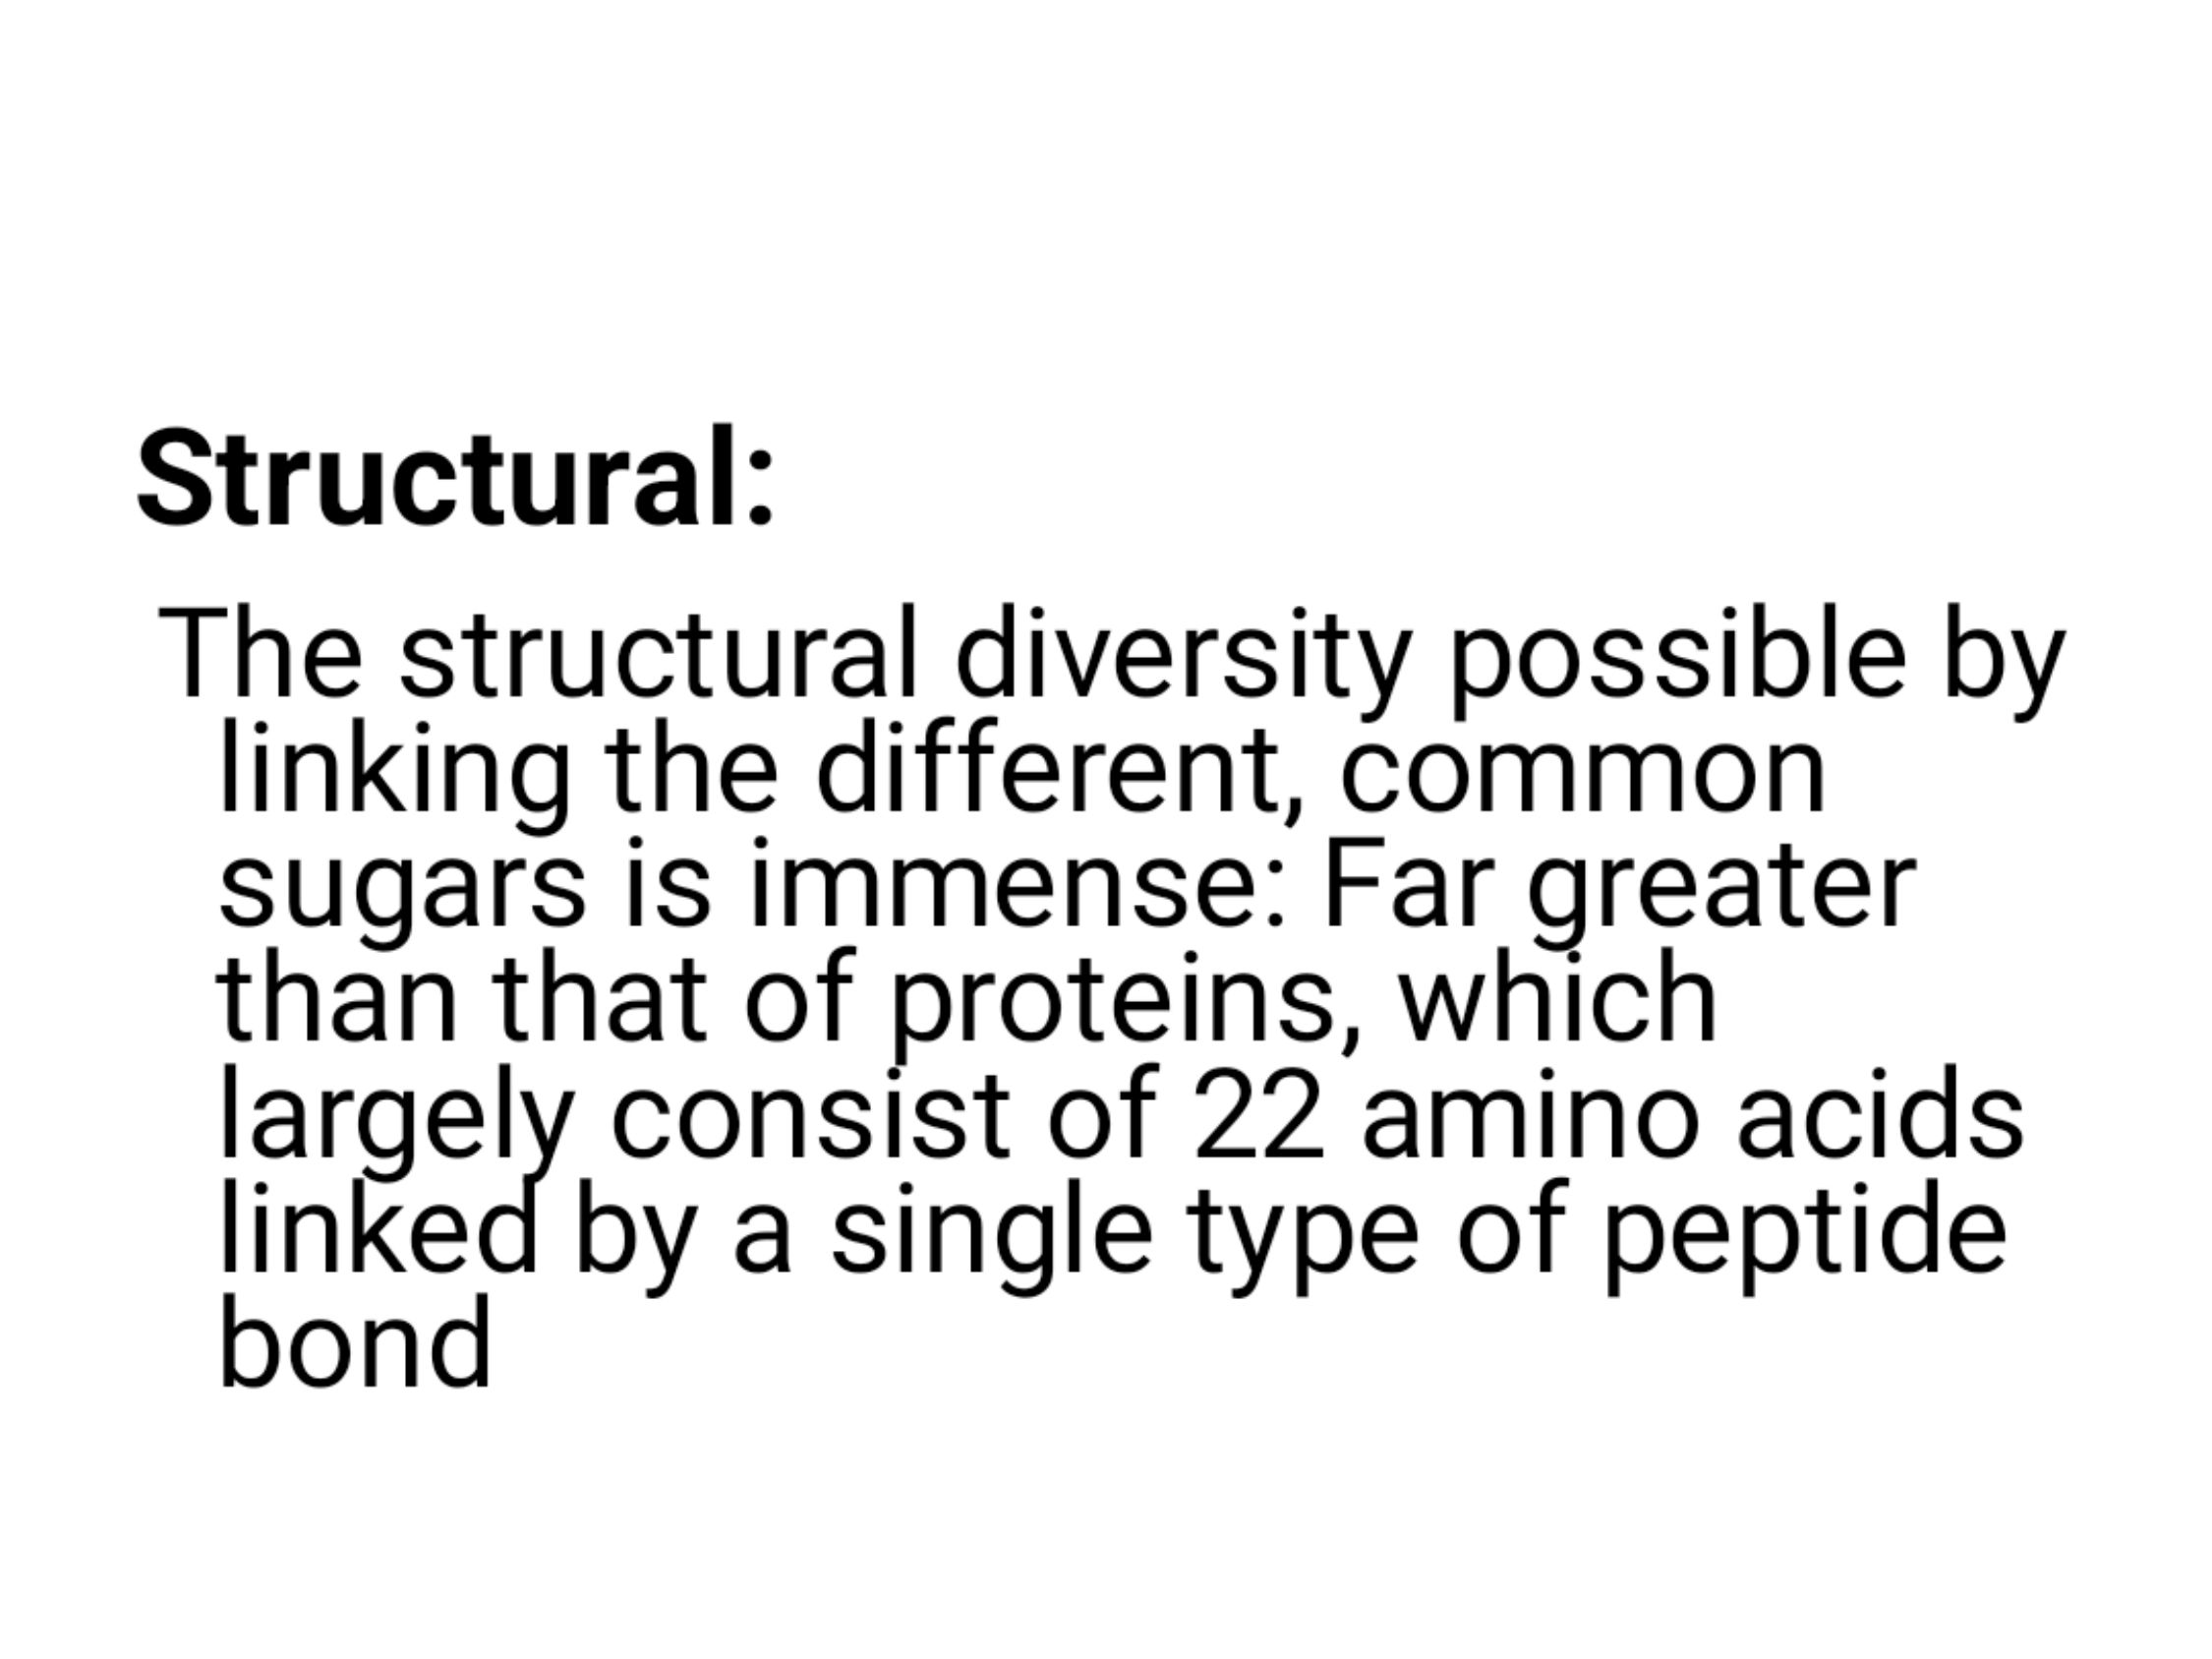 Structural:
The structural diversity possible by
linking the different, common
sugars is immense: Far greater
than that of proteins, which
largely consist of 22 amino acids
linked by a single type of peptide
bond